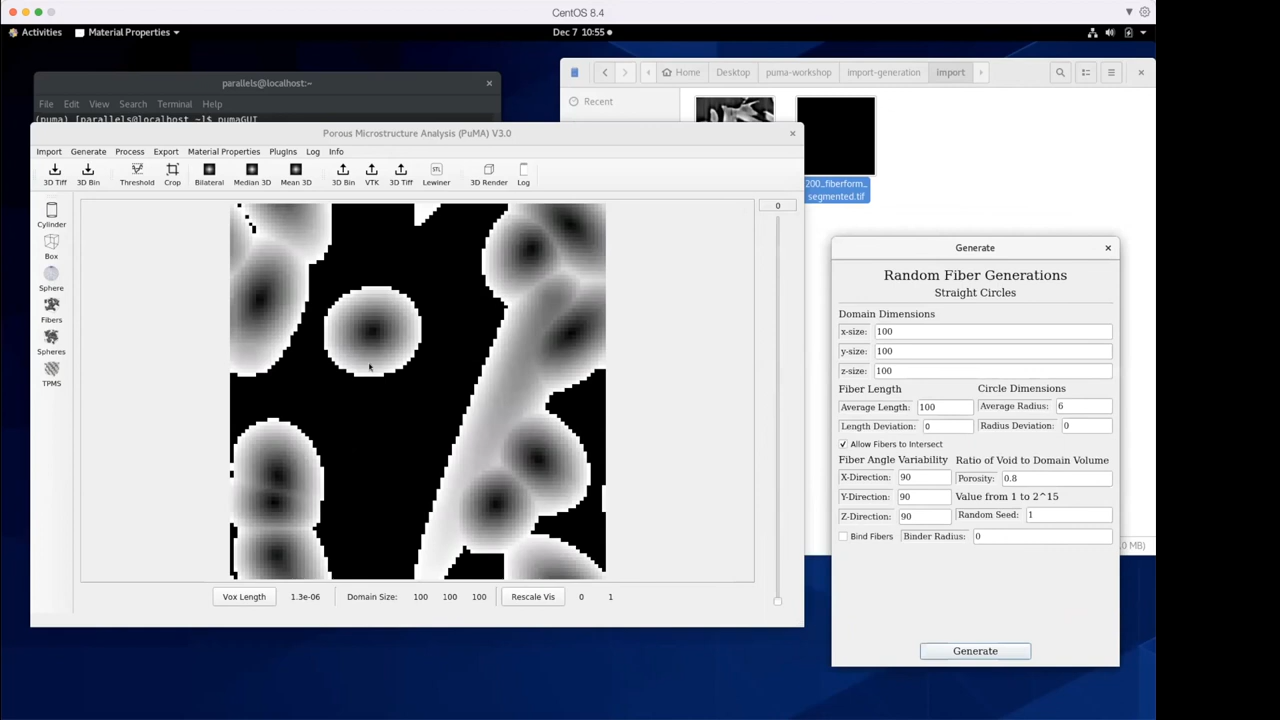 CentOS 8.4
Activities
Material Properties
Dec 7 10:55
parallels@localhost:~
File Edit View Search Terminal Help
(puma) [parallels@localhost ~]$ pumaGUI
Home Desktop puma-workshop import-generation import
Recent
200_fiberform_
segmented.tif
0 MB)
Porous Microstructure Analysis (PuMA) V3.0
Import Generate Process Export Material Properties PlugIns Log Info
3D Tiff 3D Bin Threshold Crop Bilateral Median 3D Mean 3D 3D Bin VTK 3D Tiff STL Lewiner 3D Render Log
Cylinder
Box
Sphere
Fibers
Spheres
TPMS
0
Vox Length 1.3e-06 Domain Size: 100 100 100 Rescale Vis 0 1
Generate
Random Fiber Generations
Straight Circles
Domain Dimensions
x-size: 100
y-size: 100
z-size: 100
Fiber Length Circle Dimensions
Average Length: 100 Average Radius: 6
Length Deviation: 0 Radius Deviation: 0
Allow Fibers to Intersect
Fiber Angle Variability Ratio of Void to Domain Volume
X-Direction: 90 Porosity: 0.8
Y-Direction: 90 Value from 1 to 2^15
Z-Direction: 90 Random Seed: 1
Bind Fibers Binder Radius: 0
Generate